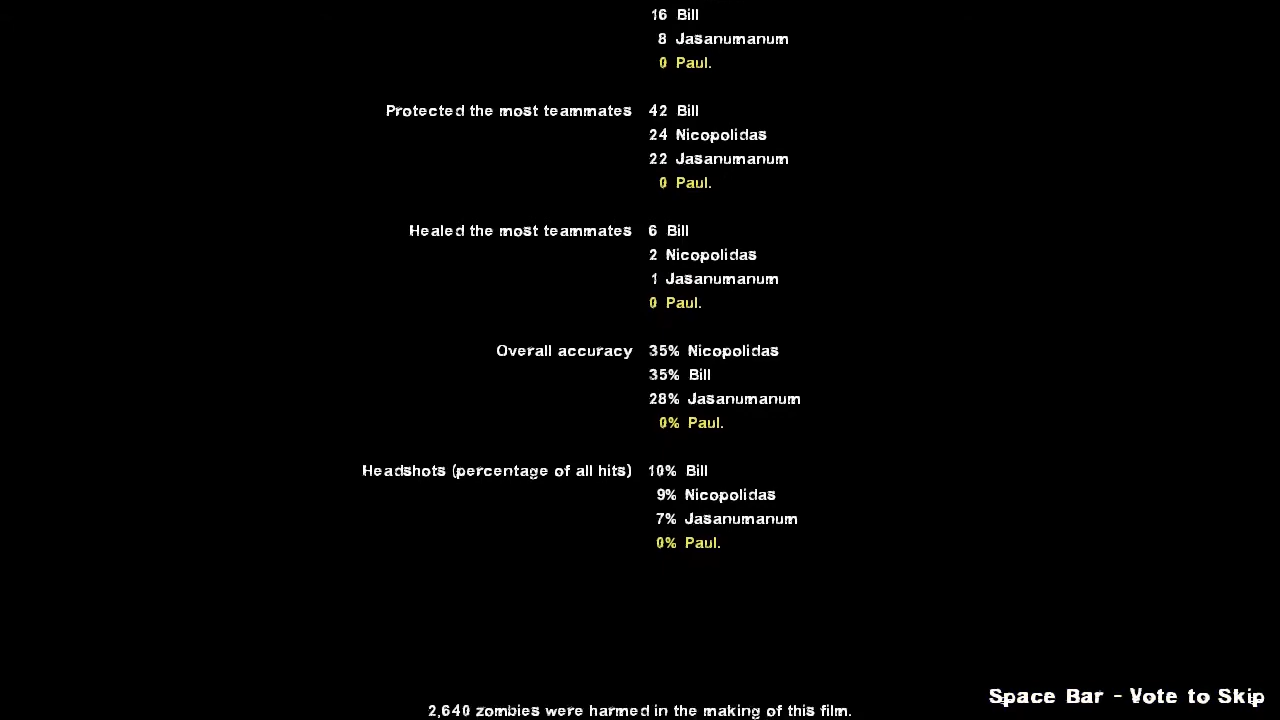 16 Bill
8 Jasanumanum
0 Paul.
Protected the most teammates 42 Bill
24 Nicopolidas
22 Jasanumanum
0 Paul.
Healed the most teammates 6 Bill
2 Nicopolidas
1 Jasanumanum
0 Paul.
Overall accuracy 35% Nicopolidas
35% Bill
28% Jasanumanum
0% Paul.
Headshots (percentage of all hits) 10% Bill
9% Nicopolidas
7% Jasanumanum
0% Paul.
Space Bar - Vote to Skip
2,640 zombies were harmed in the making of this film.